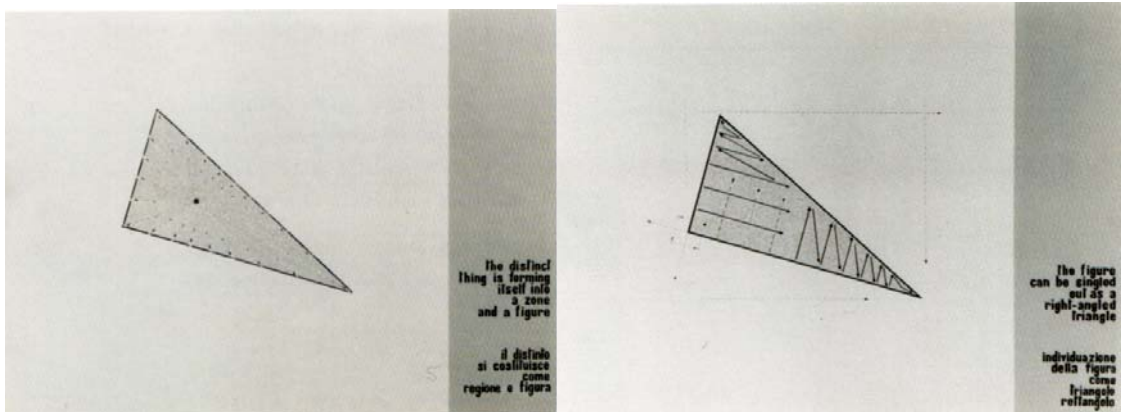 The distinct
thing is forming
itself into
a zone
and a figure
il distinto
si costituisce
come
regione e figura
5
The figure
can be singled
out as a
right-angled
triangle
individuazione
della figura
come
triangolo
rettangolo